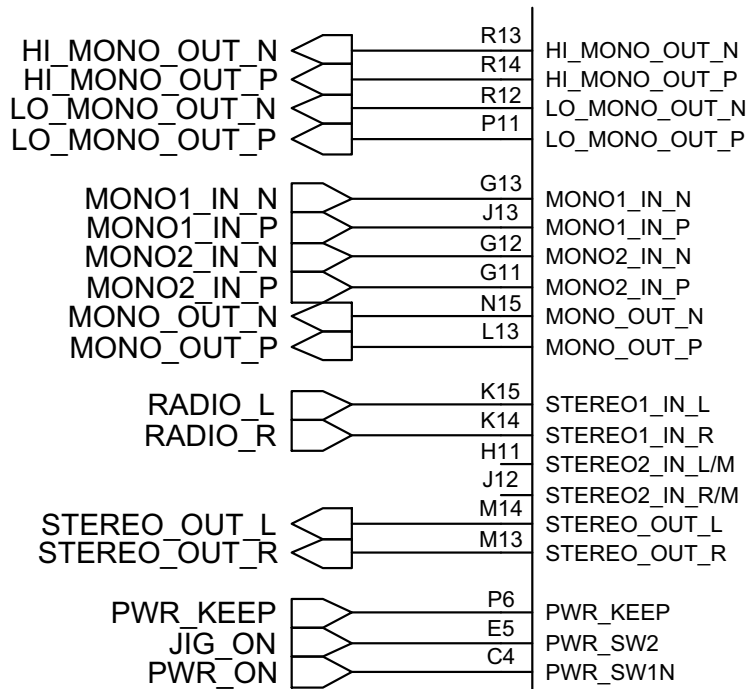 HI_MONO_OUT_N R13 HI_MONO_OUT_N
HI_MONO_OUT_P R14 HI_MONO_OUT_P
LO_MONO_OUT_N R12 LO_MONO_OUT_N
LO_MONO_OUT_P P11 LO_MONO_OUT_P
MONO1_IN_N G13 MONO1_IN_N
MONO1_IN_P J13 MONO1_IN_P
MONO2_IN_N G12 MONO2_IN_N
MONO2_IN_P G11 MONO2_IN_P
MONO_OUT_N N15 MONO_OUT_N
MONO_OUT_P L13 MONO_OUT_P
RADIO_L K15 STEREO1_IN_L
RADIO_R K14 STEREO1_IN_R
H11 STEREO2_IN_L/M
J12 STEREO2_IN_R/M
STEREO_OUT_L M14 STEREO_OUT_L
STEREO_OUT_R M13 STEREO_OUT_R
PWR_KEEP P6 PWR_KEEP
JIG_ON E5 PWR_SW2
PWR_ON C4 PWR_SW1N